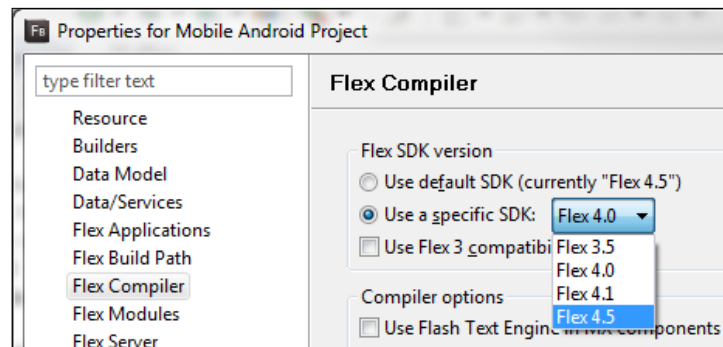 FB Properties for Mobile Android Project
type filter text
Resource
Builders
Data Model
Data/Services
Flex Applications
Flex Build Path
Flex Compiler
Flex Modules
Flex Server
Flex Compiler
Flex SDK version
Use default SDK (currently "Flex 4.5")
Use a specific SDK: Flex 4.0
Use Flex 3 compatibi
Flex 3.5
Flex 4.0
Flex 4.1
Flex 4.5
Compiler options
Use Flash Text Engine in MX components